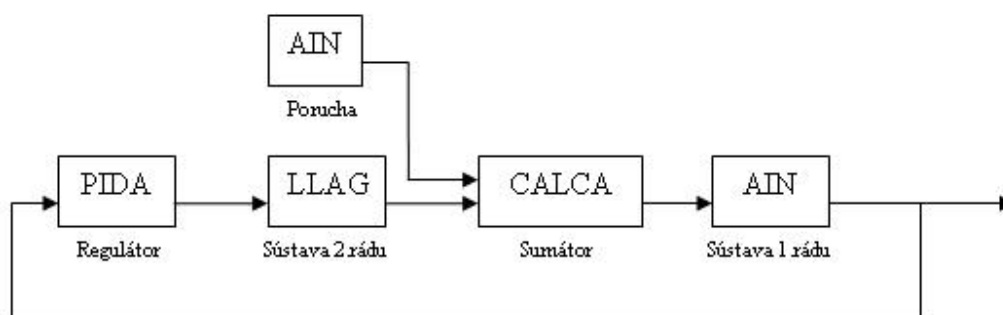 AIN
Porucha
PIDA
LLAG
CALCA
AIN
Regulátor
Sústava 2.rádu
Sumátor
Sústava 1.rádu